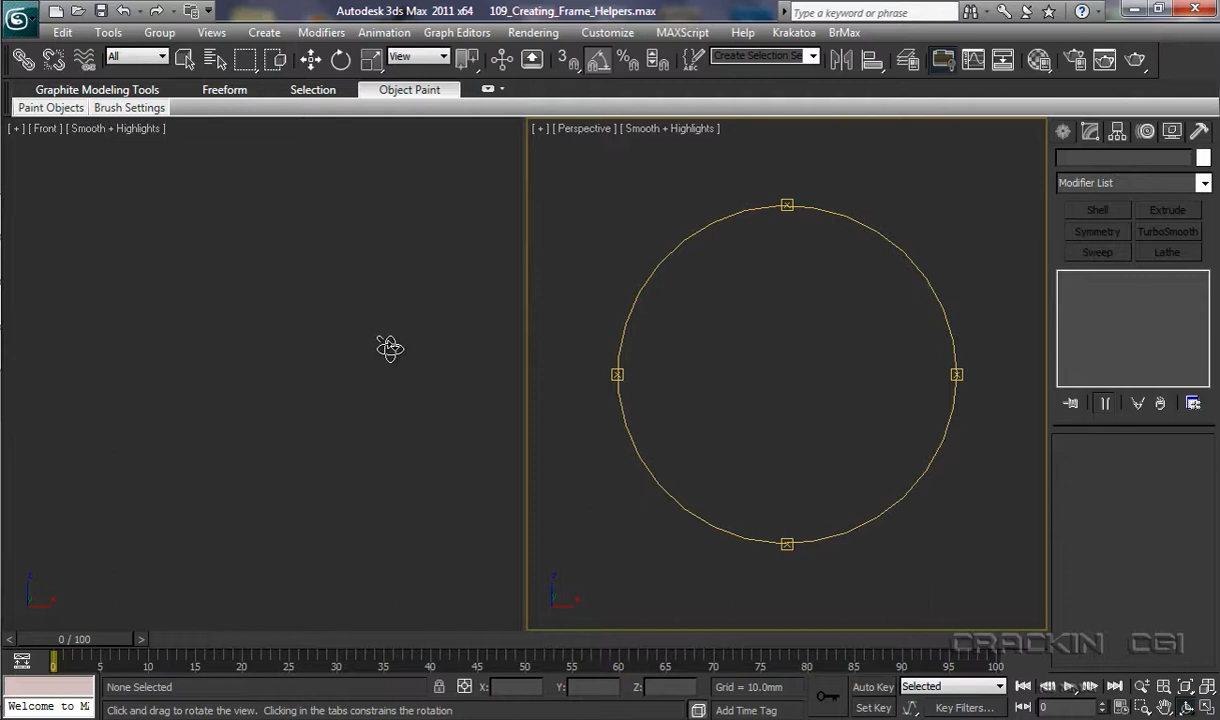 Autodesk 3ds Max 2011 x64 109_Creating_Frame_Helpers.max Type a keyword or phrase
Edit Tools Group Views Create Modifiers Animation Graph Editors Rendering Customize MAXScript Help Krakatoa BrMax
All View 3 Create Selection Se
Graphite Modeling Tools Freeform Selection Object Paint
Paint Objects Brush Settings
[ + ] [ Front ] [ Smooth + Highlights ] [ + ] [ Perspective ] [ Smooth + Highlights ]
Modifier List
Shell Extrude
Symmetry TurboSmooth
Sweep Lathe
z x z x
0 / 100
CRACKIN CGI
0 5 10 15 20 25 30 35 40 45 50 55 60 65 70 75 80 85 90 95 100
None Selected X: Y: Z: Grid = 10.0mm Auto Key Selected
Welcome to M Click and drag to rotate the view. Clicking in the tabs constrains the rotation Add Time Tag Set Key Key Filters... 0